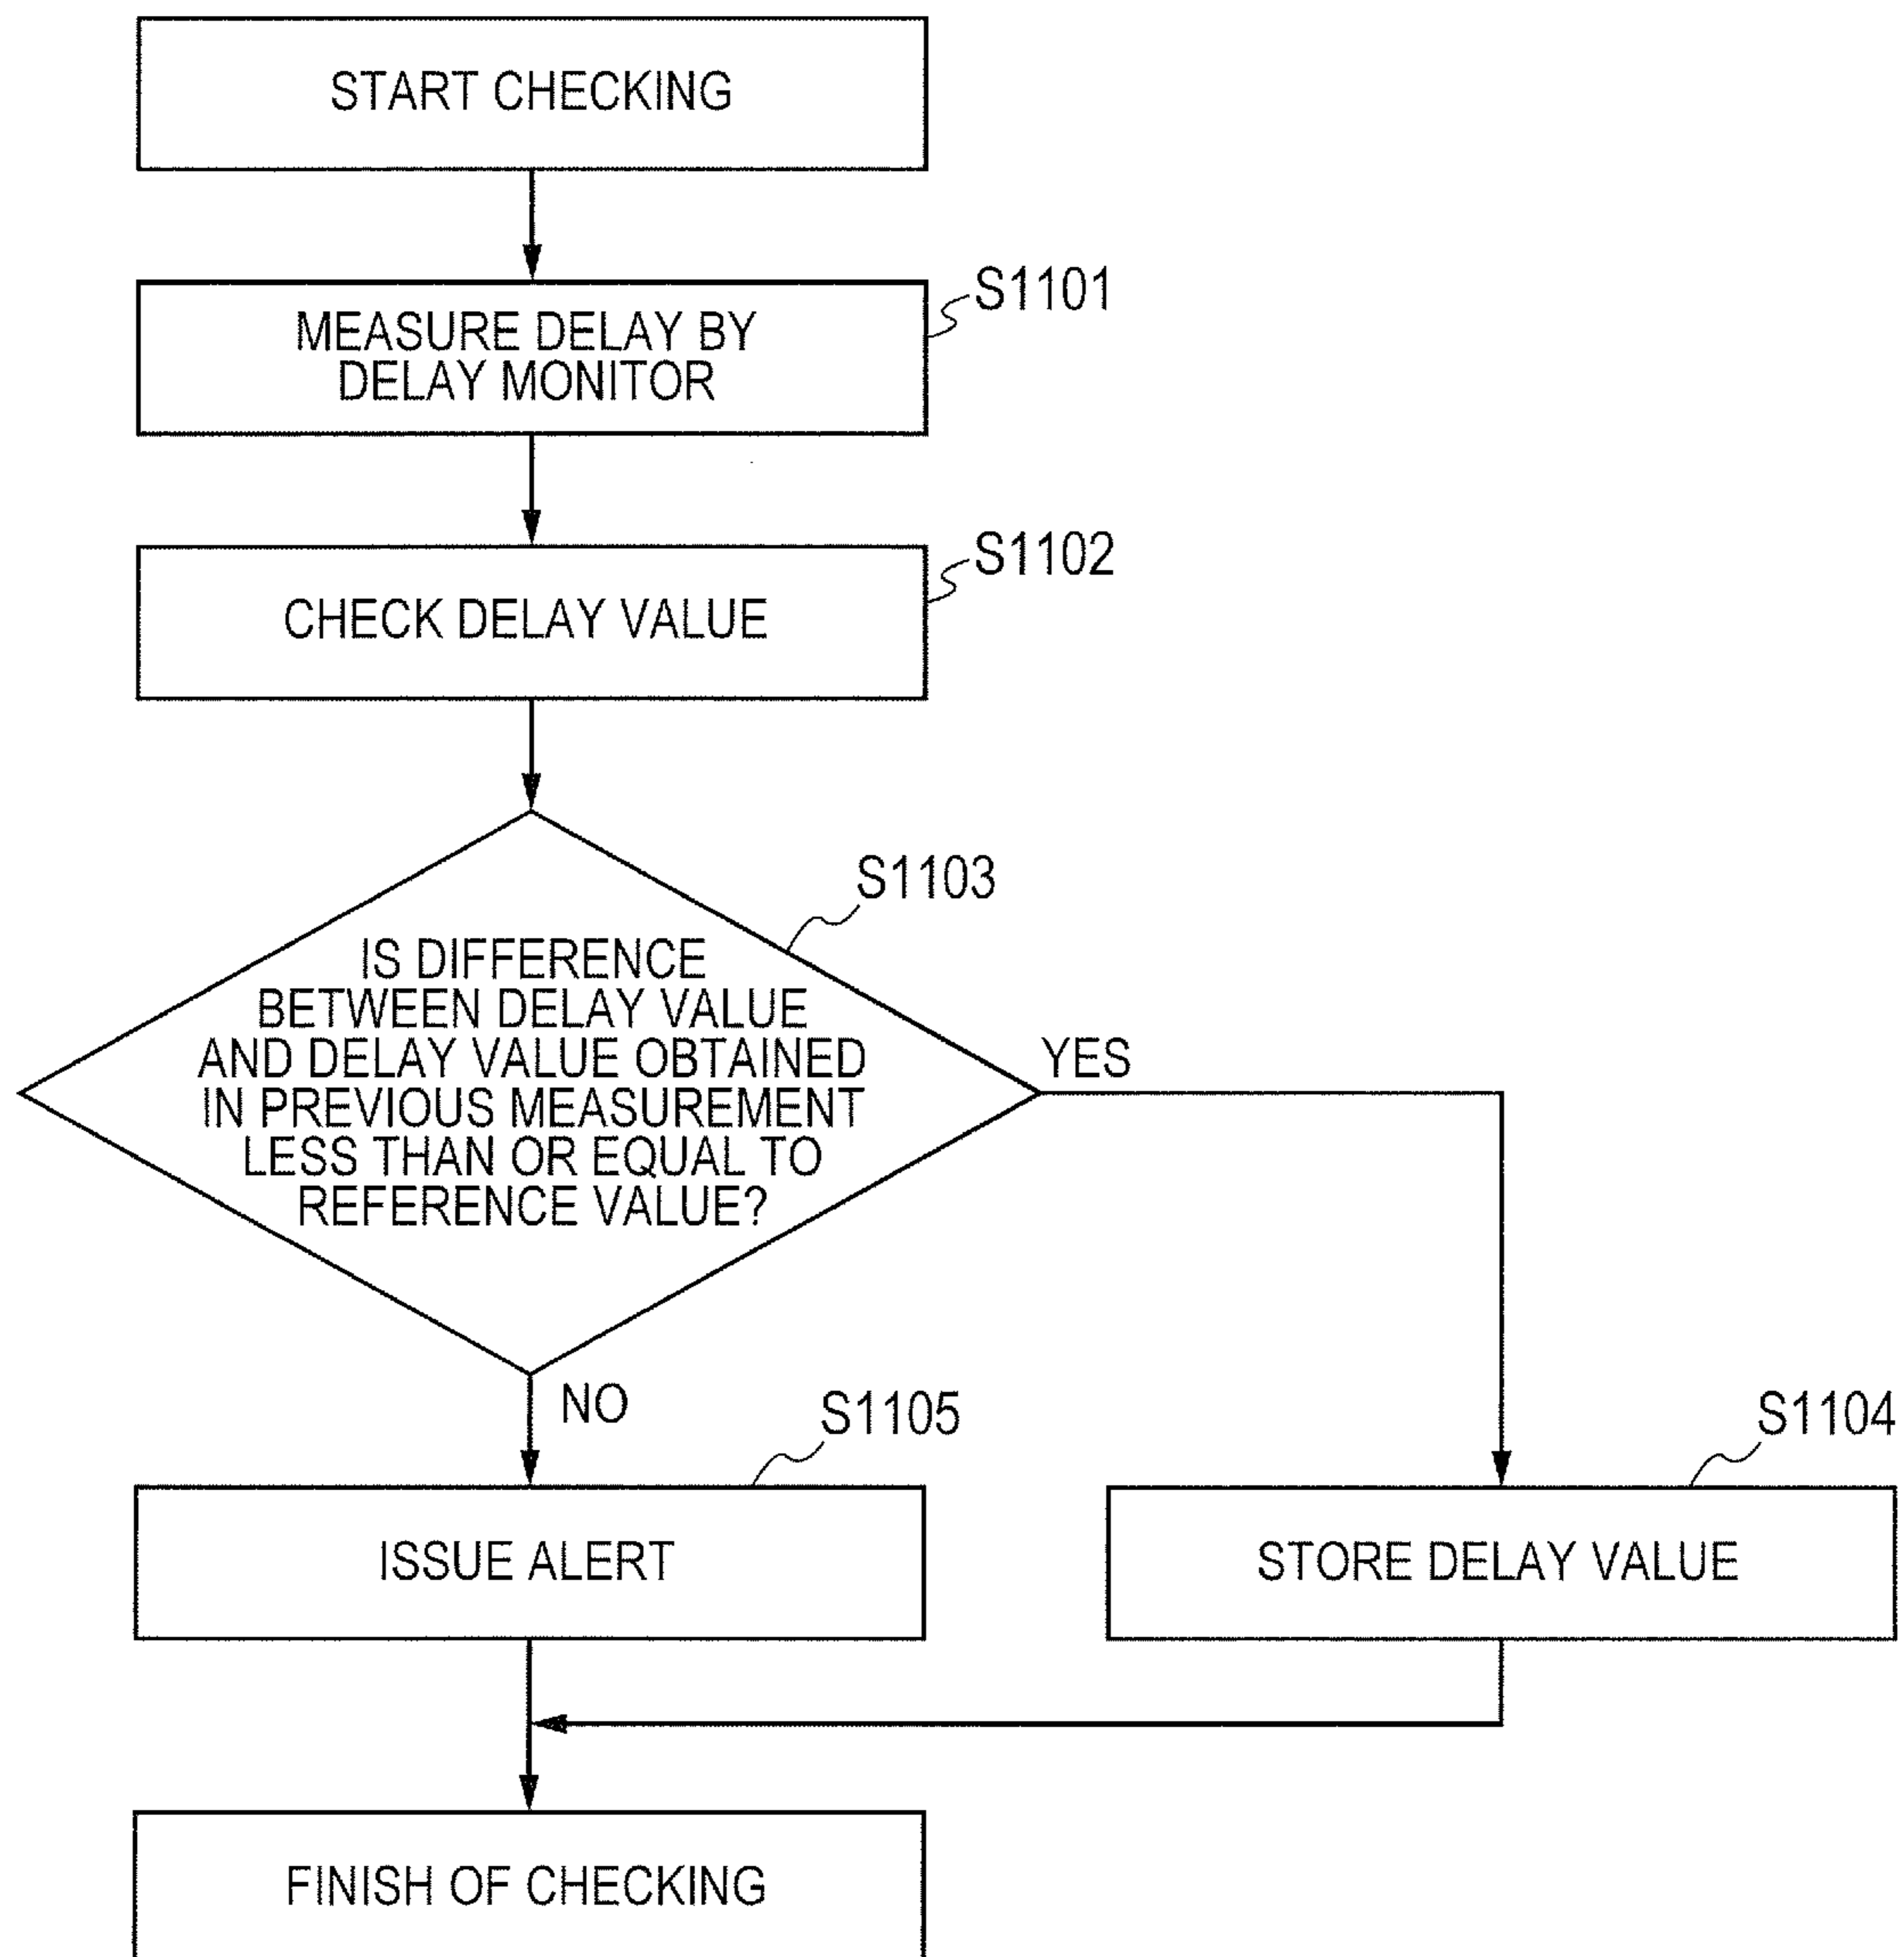 START CHECKING
S1101
MEASURE DELAY BY
DELAY MONITOR
S1102
CHECK DELAY VALUE
S1103
IS DIFFERENCE
BETWEEN DELAY VALUE
AND DELAY VALUE OBTAINED
IN PREVIOUS MEASUREMENT
LESS THAN OR EQUAL TO
REFERENCE VALUE?
YES
NO
S1105
S1104
ISSUE ALERT
STORE DELAY VALUE
FINISH OF CHECKING